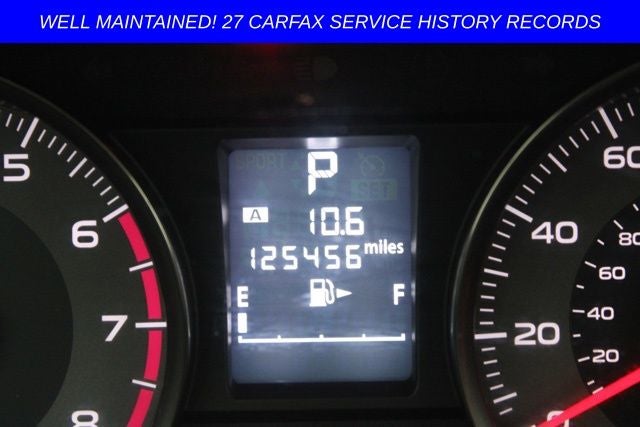 WELL MAINTAINED! 27 CARFAX SERVICE HISTORY RECORDS
SPORT
P
SET
A 10.6
125456 miles
E F
5
6
7
8
60
40
20
0
80
60
40
20